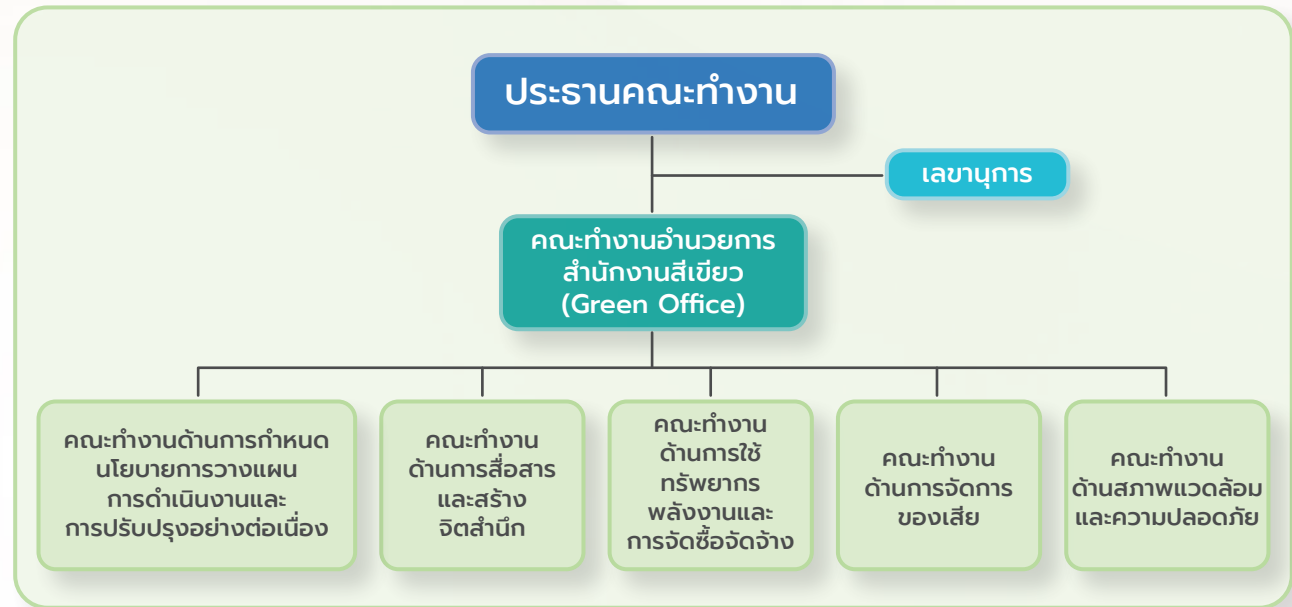 ประธานคณะทำงาน
เลขานุการ
คณะทำงานอำนวยการ
สำนักงานสีเขียว
(Green Office)
คณะทำงานด้านการกำหนด
นโยบายการวางแผน
การดำเนินงานและ
การปรับปรุงอย่างต่อเนื่อง
คณะทำงาน
ด้านการสื่อสาร
และสร้าง
จิตสำนึก
คณะทำงาน
ด้านการใช้
ทรัพยากร
พลังงานและ
การจัดซื้อจัดจ้าง
คณะทำงาน
ด้านการจัดการ
ของเสีย
คณะทำงาน
ด้านสภาพแวดล้อม
และความปลอดภัย